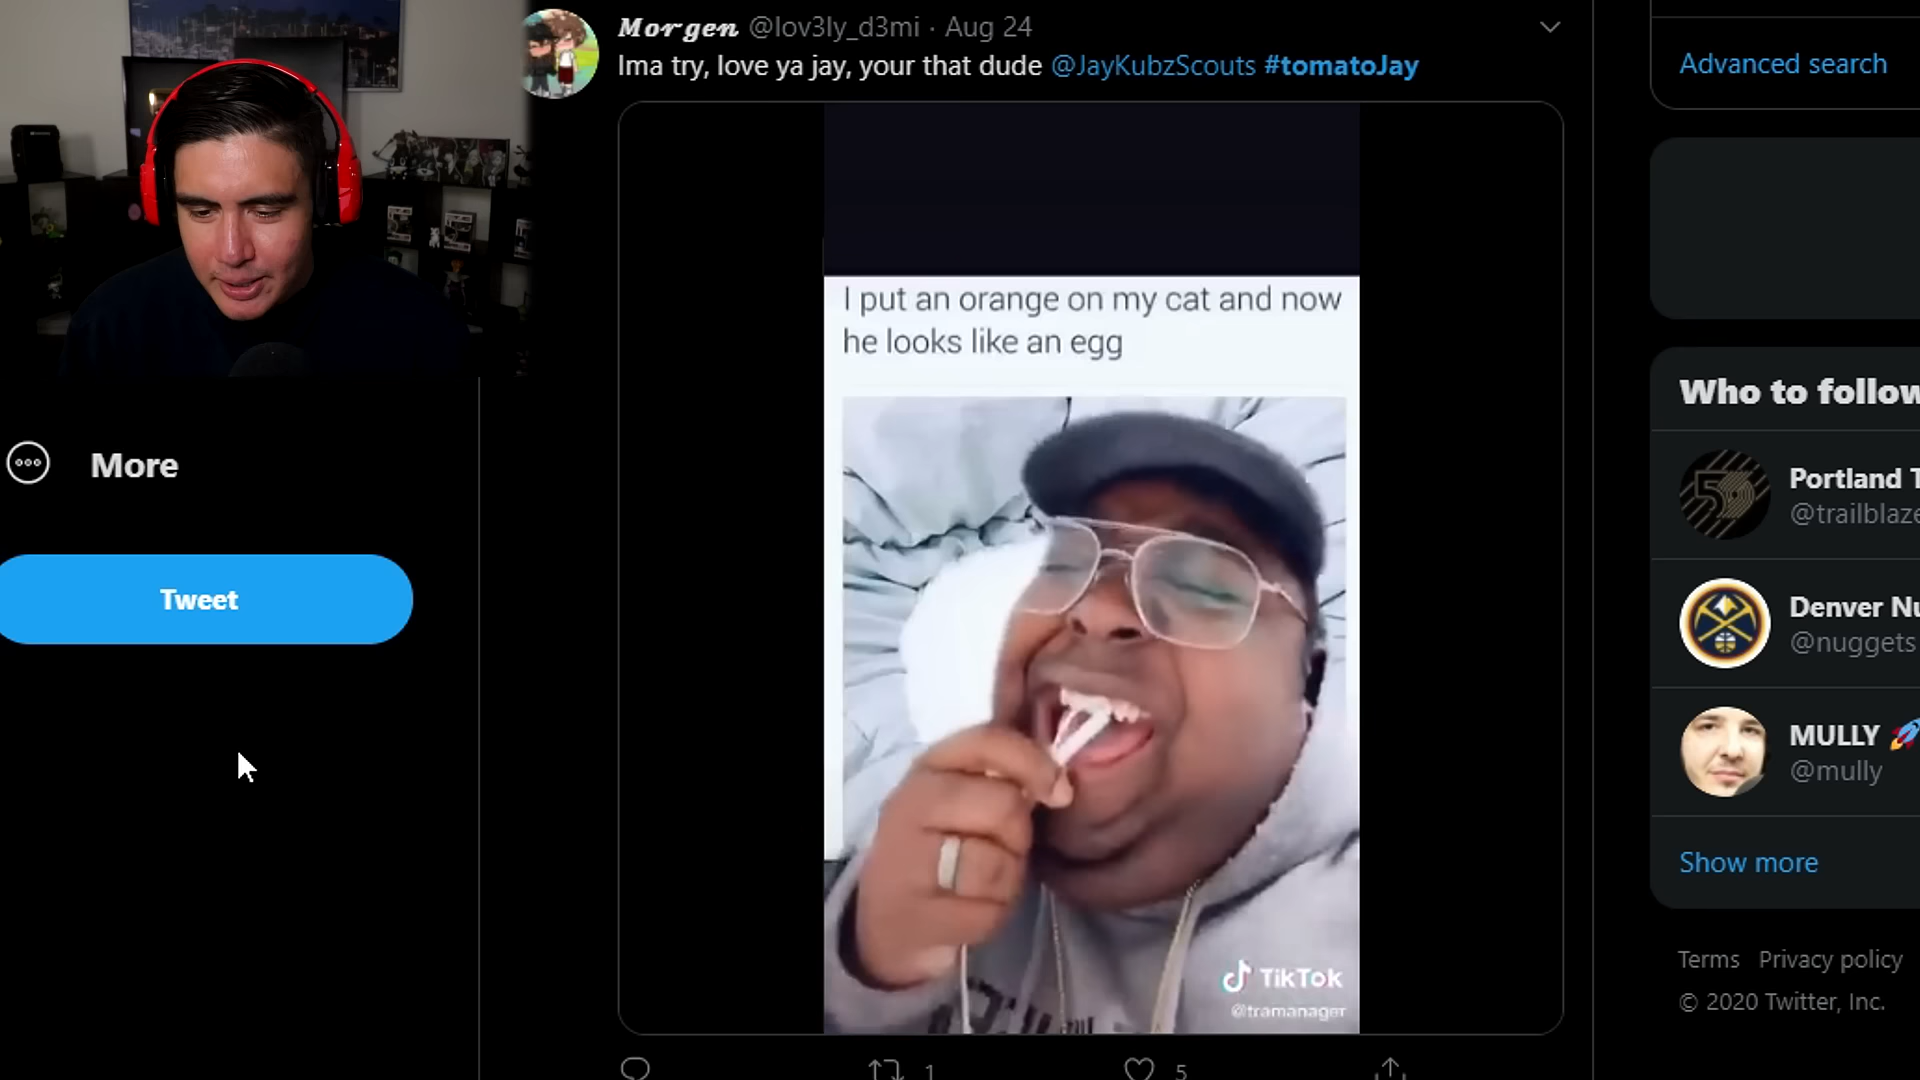 Morgen @lov3ly_d3mi · Aug 24
Ima try, love ya jay, your that dude @JayKubzScouts #tomatoJay
I put an orange on my cat and now
he looks like an egg
TikTok
@tramanager
1
5
More
Tweet
Advanced search
Who to follow
Portland T
@trailblaze
Denver Nu
@nuggets
MULLY 🚀
@mully
Show more
Terms Privacy policy
© 2020 Twitter, Inc.